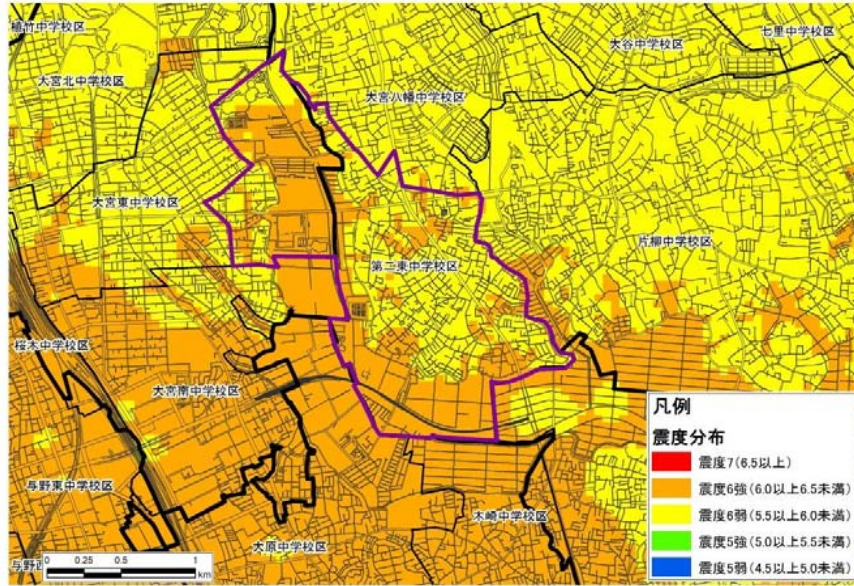 植竹中学校区
七里中学校区
大谷中学校区
大宮北中学校区
大宮八幡中学校区
大宮東中学校区
片柳中学校区
第二東中学校区
桜木中学校区
大宮南中学校区
与野東中学校区
木崎中学校区
大原中学校区
与野西
0 0.25 0.5 1
km
凡例
震度分布
震度7(6.5以上)
震度6強(6.0以上6.5未満)
震度6弱(5.5以上6.0未満)
震度5強(5.0以上5.5未満)
震度5弱(4.5以上5.0未満)